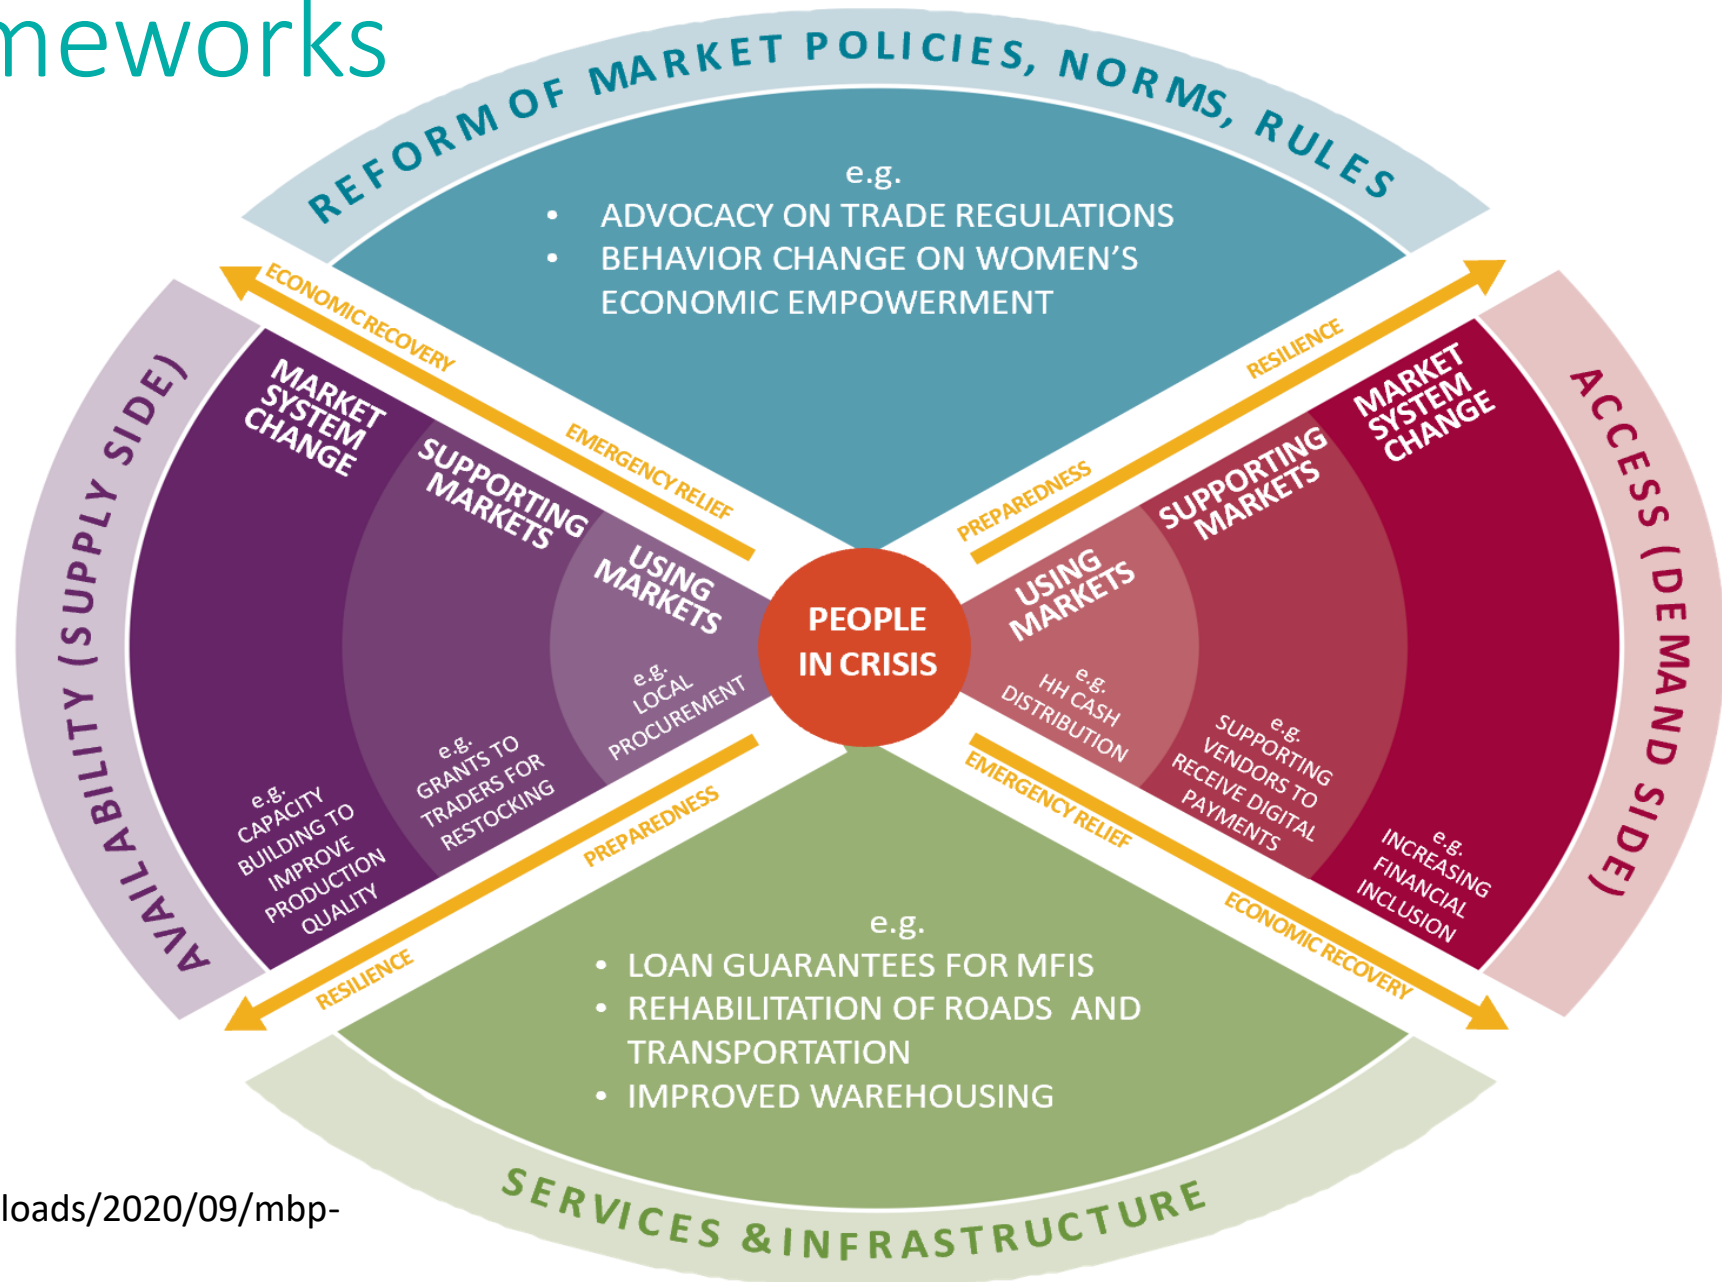 meworks
REFORM OF MARKET POLICIES, NORMS, RULES
e.g.
• ADVOCACY ON TRADE REGULATIONS
• BEHAVIOR CHANGE ON WOMEN'S
ECONOMIC EMPOWERMENT
ECONOMIC RECOVERY
EMERGENCY RELIEF
PREPAREDNESS
RESILIENCE
AVAILABILITY (SUPPLY SIDE)
MARKET
SYSTEM
CHANGE
e.g.
CAPACITY
BUILDING TO
IMPROVE
PRODUCTION
QUALITY
SUPPORTING
MARKETS
e.g.
GRANTS TO
TRADERS FOR
RESTOCKING
USING
MARKETS
e.g.
LOCAL
PROCUREMENT
PEOPLE
IN CRISIS
USING
MARKETS
e.g.
HH CASH
DISTRIBUTION
SUPPORTING
MARKETS
e.g.
SUPPORTING
VENDORS TO
RECEIVE DIGITAL
PAYMENTS
MARKET
SYSTEM
CHANGE
e.g.
INCREASING
FINANCIAL
INCLUSION
ACCESS (DEMAND SIDE)
RESILIENCE
PREPAREDNESS
EMERGENCY RELIEF
ECONOMIC RECOVERY
e.g.
• LOAN GUARANTEES FOR MFIS
• REHABILITATION OF ROADS AND
TRANSPORTATION
• IMPROVED WAREHOUSING
SERVICES & INFRASTRUCTURE
loads/2020/09/mbp-